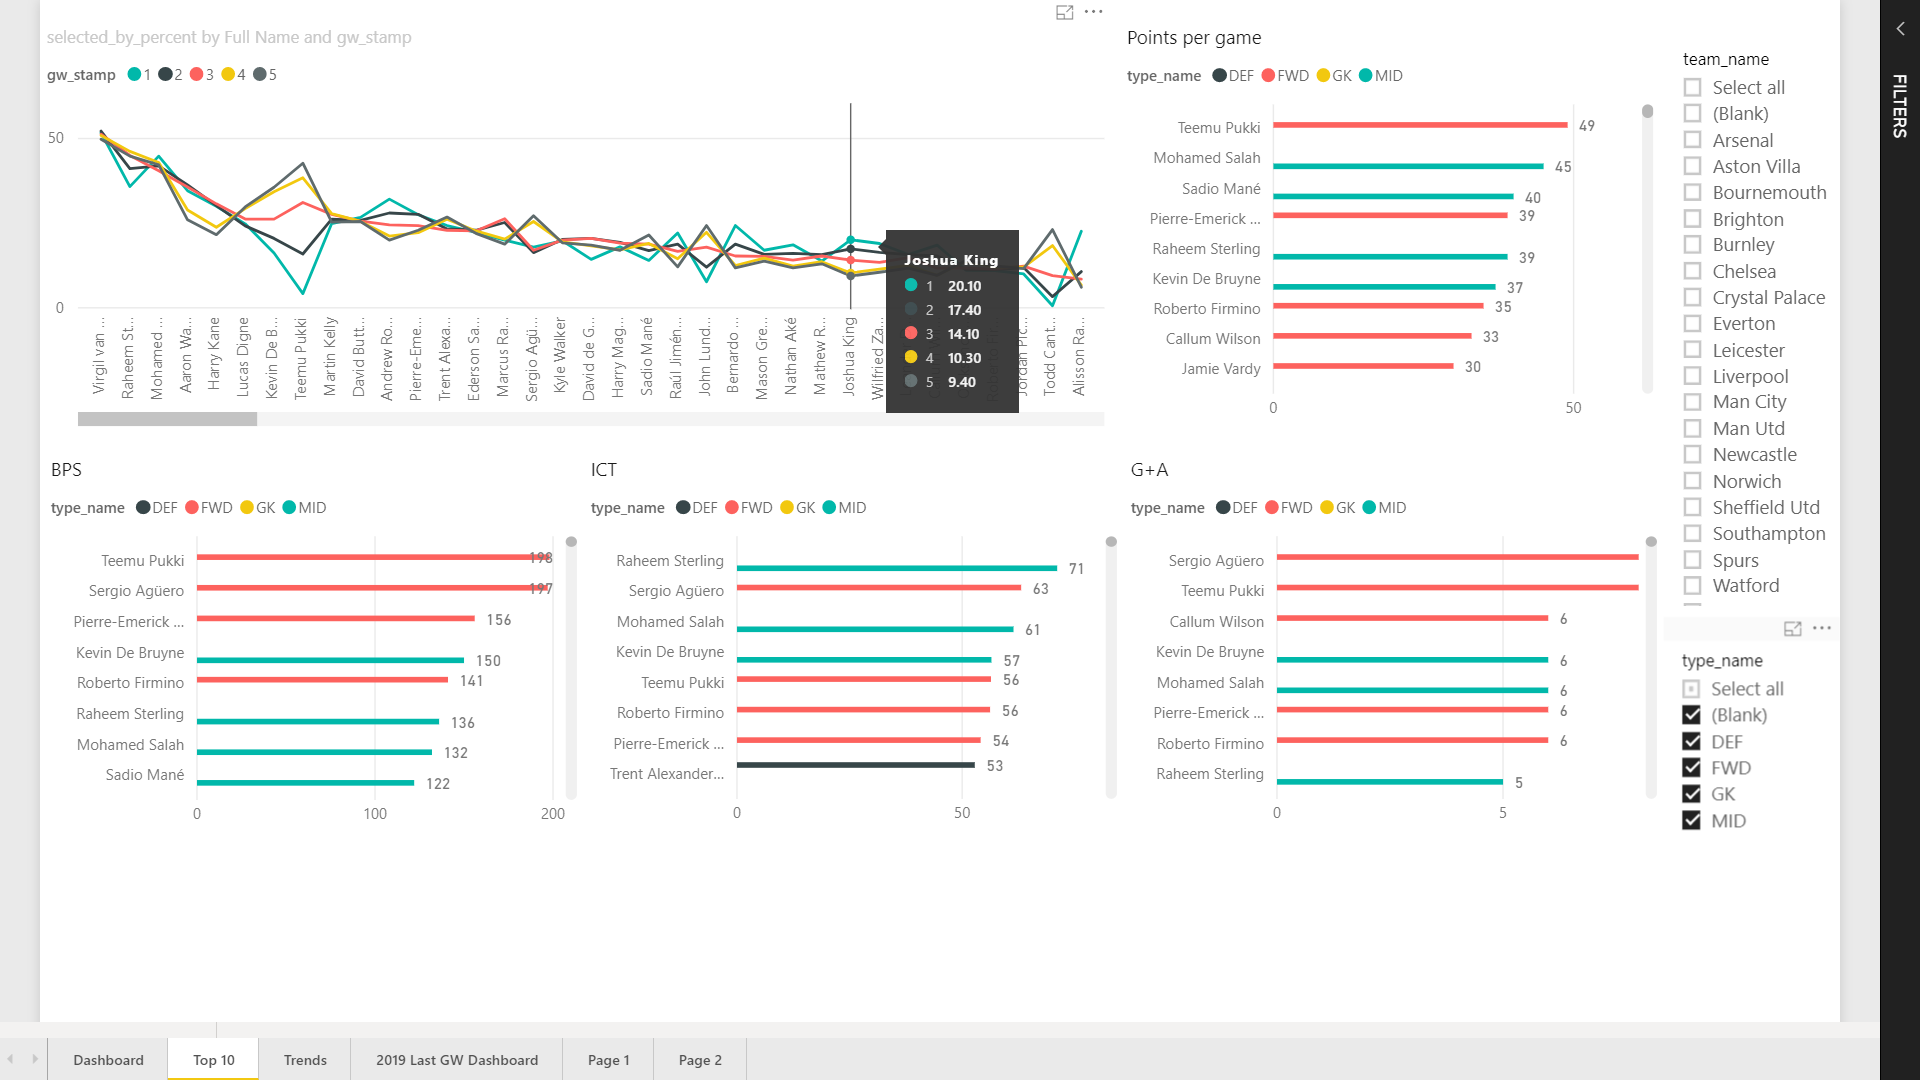 selected_by_percent by Full Name and gw_stamp
gw_stamp 1 2 3 4 5
50
0
Virgil van ...
Raheem St...
Mohamed ...
Aaron Wa...
Harry Kane
Lucas Digne
Kevin De B...
Teemu Pukki
Martin Kelly
David Butt...
Andrew Ro...
Pierre-Eme...
Trent Alexa...
Ederson Sa...
Marcus Ra...
Sergio Agü...
Kyle Walker
David de G...
Harry Mag...
Sadio Mané
Raúl Jimén...
John Lund...
Bernardo ...
Mason Gre...
Nathan Aké
Mathew R...
Joshua King
Wilfried Za...
Jordan Pic...
Todd Cant...
Alisson Ra...
Joshua King
1 20.10
2 17.40
3 14.10
4 10.30
5 9.40
Points per game
type_name DEF FWD GK MID
Teemu Pukki 49
Mohamed Salah 45
Sadio Mané 40
Pierre-Emerick ... 39
Raheem Sterling 39
Kevin De Bruyne 37
Roberto Firmino 35
Callum Wilson 33
Jamie Vardy 30
0 50
team_name
Select all
(Blank)
Arsenal
Aston Villa
Bournemouth
Brighton
Burnley
Chelsea
Crystal Palace
Everton
Leicester
Liverpool
Man City
Man Utd
Newcastle
Norwich
Sheffield Utd
Southampton
Spurs
Watford
BPS
type_name DEF FWD GK MID
Teemu Pukki 198
Sergio Agüero 197
Pierre-Emerick ... 156
Kevin De Bruyne 150
Roberto Firmino 141
Raheem Sterling 136
Mohamed Salah 132
Sadio Mané 122
0 100 200
ICT
type_name DEF FWD GK MID
Raheem Sterling 71
Sergio Agüero 63
Mohamed Salah 61
Kevin De Bruyne 57
Teemu Pukki 56
Roberto Firmino 56
Pierre-Emerick ... 54
Trent Alexander... 53
0 50
G+A
type_name DEF FWD GK MID
Sergio Agüero
Teemu Pukki
Callum Wilson 6
Kevin De Bruyne 6
Mohamed Salah 6
Pierre-Emerick ... 6
Roberto Firmino 6
Raheem Sterling 5
0 5
type_name
Select all
(Blank)
DEF
FWD
GK
MID
FILTERS
Dashboard Top 10 Trends 2019 Last GW Dashboard Page 1 Page 2